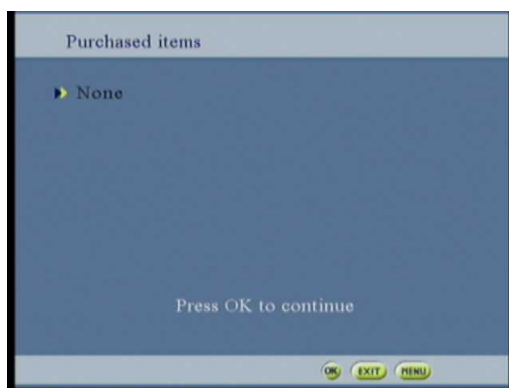 Purchased items
None
Press OK to continue
OK EXIT MENU